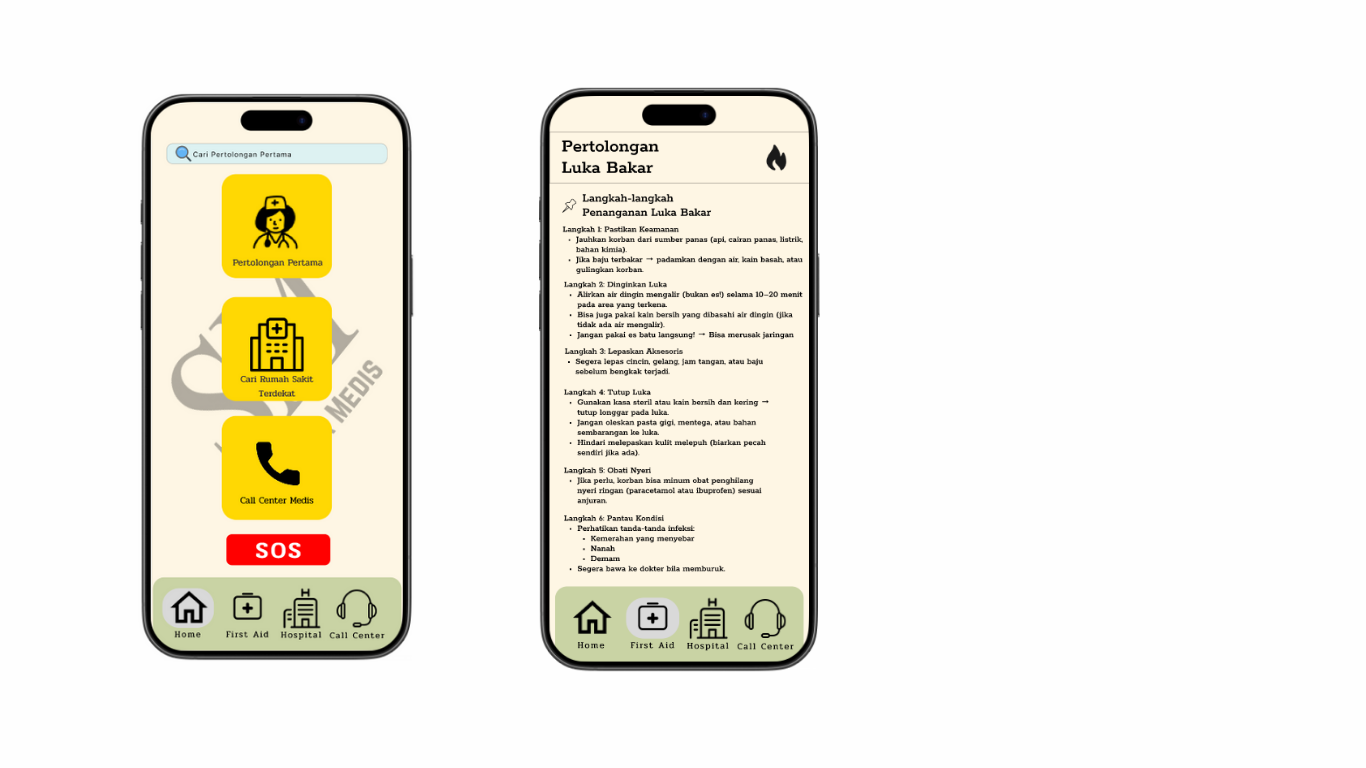 Cari Pertolongan Pertama
Pertolongan Pertama
Cari Rumah Sakit
Terdekat
MEDIS
Call Center Medis
SOS
Home
First Aid
Hospital
Call Center
Pertolongan
Luka Bakar
Langkah-langkah
Penanganan Luka Bakar
Langkah 1: Pastikan Keamanan
• Jauhkan korban dari sumber panas (api, cairan panas, listrik,
bahan kimia).
• Jika baju terbakar → padamkan dengan air, kain basah, atau
gulingkan korban.
Langkah 2: Dinginkan Luka
• Alirkan air dingin mengalir (bukan es!) selama 10–20 menit
pada area yang terkena.
• Bisa juga pakai kain bersih yang dibasahi air dingin (jika
tidak ada air mengalir).
• Jangan pakai es batu langsung! → Bisa merusak jaringan
Langkah 3: Lepaskan Aksesoris
• Segera lepas cincin, gelang, jam tangan, atau baju
sebelum bengkak terjadi.
Langkah 4: Tutup Luka
• Gunakan kasa steril atau kain bersih dan kering →
tutup longgar pada luka.
• Jangan oleskan pasta gigi, mentega, atau bahan
sembarangan ke luka.
• Hindari melepaskan kulit melepuh (biarkan pecah
sendiri jika ada).
Langkah 5: Obati Nyeri
• Jika perlu, korban bisa minum obat penghilang
nyeri ringan (paracetamol atau ibuprofen) sesuai
anjuran.
Langkah 6: Pantau Kondisi
• Perhatikan tanda-tanda infeksi:
• Kemerahan yang menyebar
• Nanah
• Demam
• Segera bawa ke dokter bila memburuk.
Home
First Aid
Hospital
Call Center